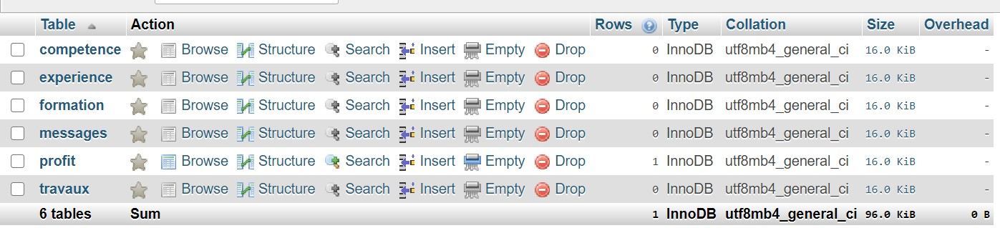 Table Action Rows Type Collation Size Overhead
competence Browse Structure Search Insert Empty Drop 0 InnoDB utf8mb4_general_ci 16.0 KiB -
experience Browse Structure Search Insert Empty Drop 0 InnoDB utf8mb4_general_ci 16.0 KiB -
formation Browse Structure Search Insert Empty Drop 0 InnoDB utf8mb4_general_ci 16.0 KiB -
messages Browse Structure Search Insert Empty Drop 0 InnoDB utf8mb4_general_ci 16.0 KiB -
profit Browse Structure Search Insert Empty Drop 1 InnoDB utf8mb4_general_ci 16.0 KiB -
travaux Browse Structure Search Insert Empty Drop 0 InnoDB utf8mb4_general_ci 16.0 KiB -
6 tables Sum 1 InnoDB utf8mb4_general_ci 96.0 KiB 0 B